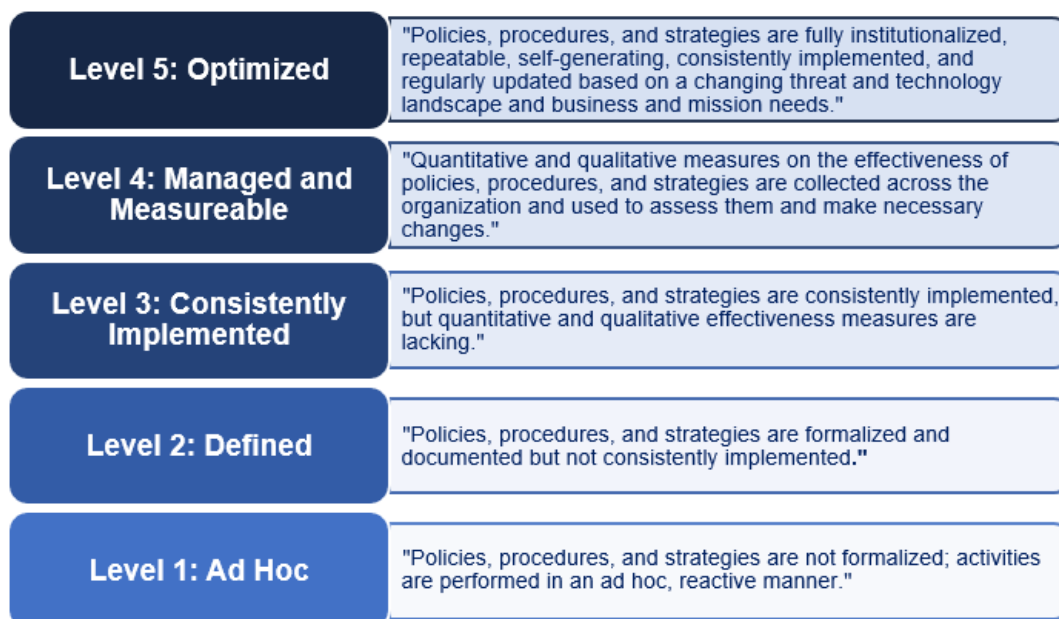 Level 5: Optimized
"Policies, procedures, and strategies are fully institutionalized,
repeatable, self-generating, consistently implemented, and
regularly updated based on a changing threat and technology
landscape and business and mission needs."
Level 4: Managed and
Measureable
"Quantitative and qualitative measures on the effectiveness of
policies, procedures, and strategies are collected across the
organization and used to assess them and make necessary
changes."
Level 3: Consistently
Implemented
"Policies, procedures, and strategies are consistently implemented,
but quantitative and qualitative effectiveness measures are
lacking."
Level 2: Defined
"Policies, procedures, and strategies are formalized and
documented but not consistently implemented."
Level 1: Ad Hoc
"Policies, procedures, and strategies are not formalized; activities
are performed in an ad hoc, reactive manner."